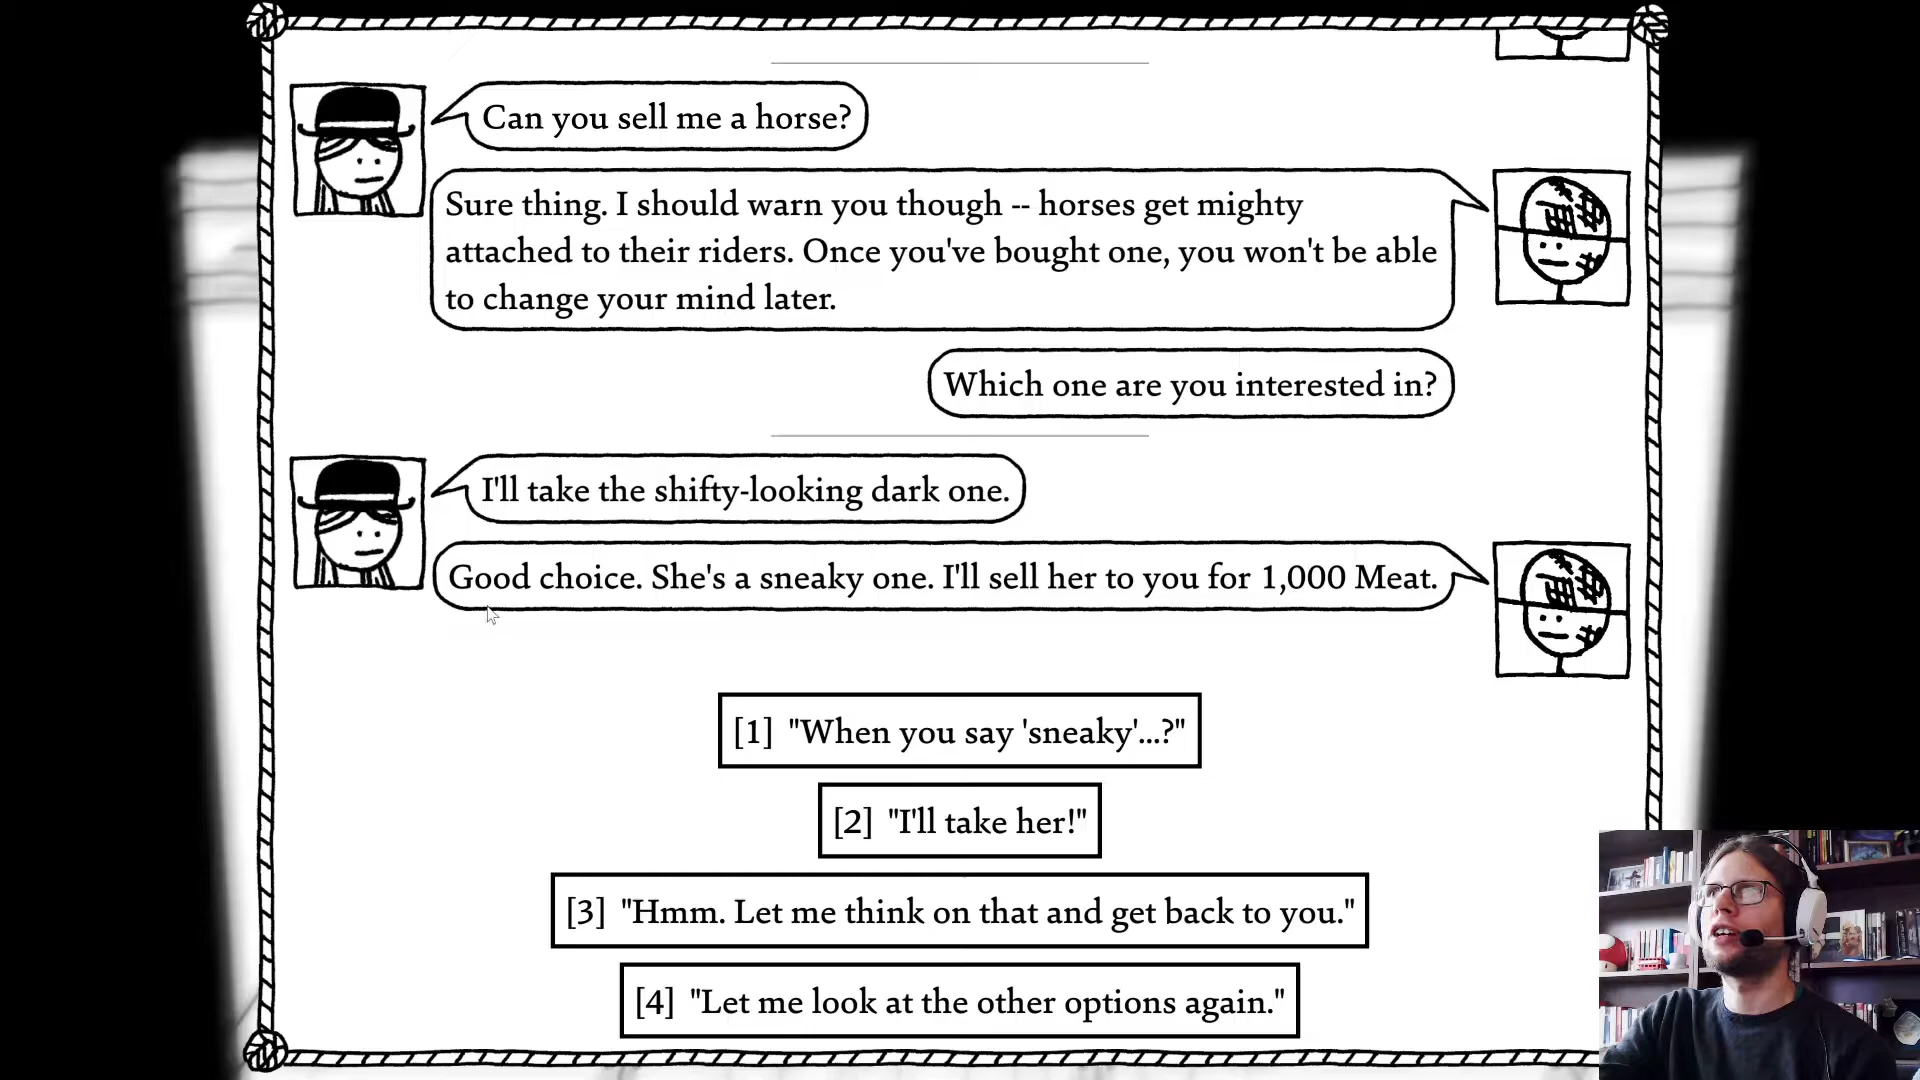 Can you sell me a horse?
Sure thing. I should warn you though -- horses get mighty
attached to their riders. Once you've bought one, you won't be able
to change your mind later.
Which one are you interested in?
I'll take the shifty-looking dark one.
Good choice. She's a sneaky one. I'll sell her to you for 1,000 Meat.
[1] "When you say 'sneaky'...?"
[2] "I'll take her!"
[3] "Hmm. Let me think on that and get back to you."
[4] "Let me look at the other options again."